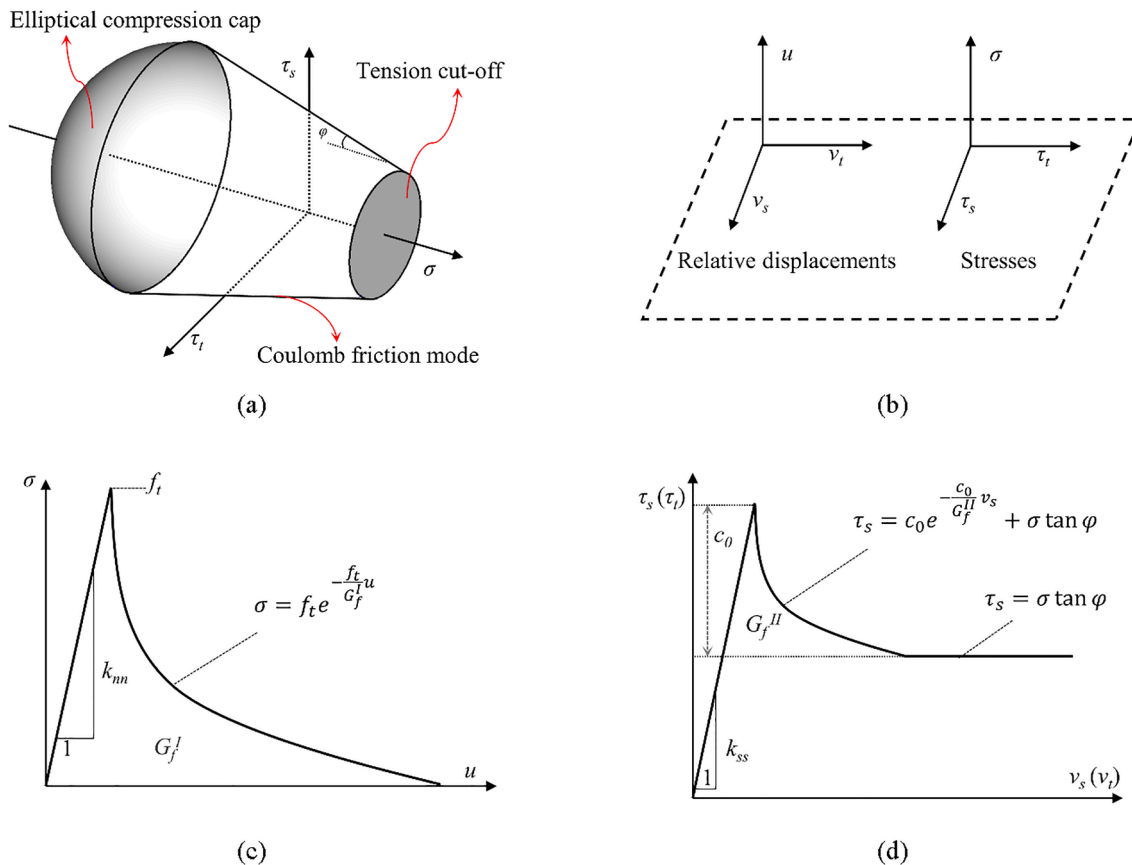 Elliptical compression cap
τs
Tension cut-off
φ
σ
τt
Coulomb friction mode
(a)
u
σ
vt
τt
vs
τs
Relative displacements
Stresses
(b)
σ
ft
σ = ft e^(-(ft/Gf^I)u)
knn
1
Gf^I
u
(c)
τs(τt)
τs = c0 e^(-(c0/Gf^II)vs) + σ tan φ
c0
τs = σ tan φ
Gf^II
kss
1
vs(vt)
(d)